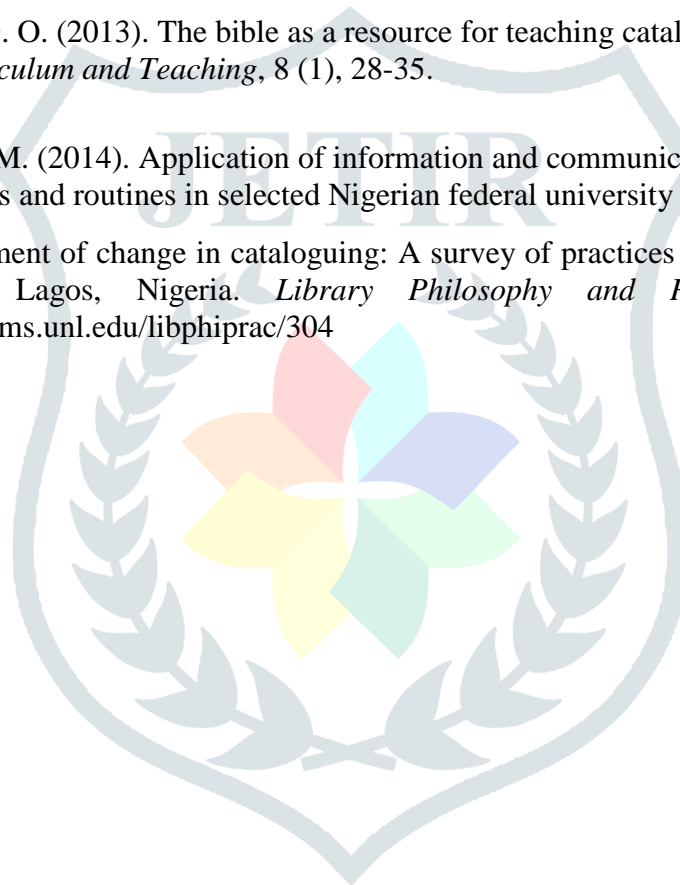 . O. (2013). The bible as a resource for teaching catal
culum and Teaching, 8 (1), 28-35.
JETIR
M. (2014). Application of information and communic
s and routines in selected Nigerian federal university
ment of change in cataloguing: A survey of practices
Lagos, Nigeria. Library Philosophy and P
ms.unl.edu/libphiprac/304